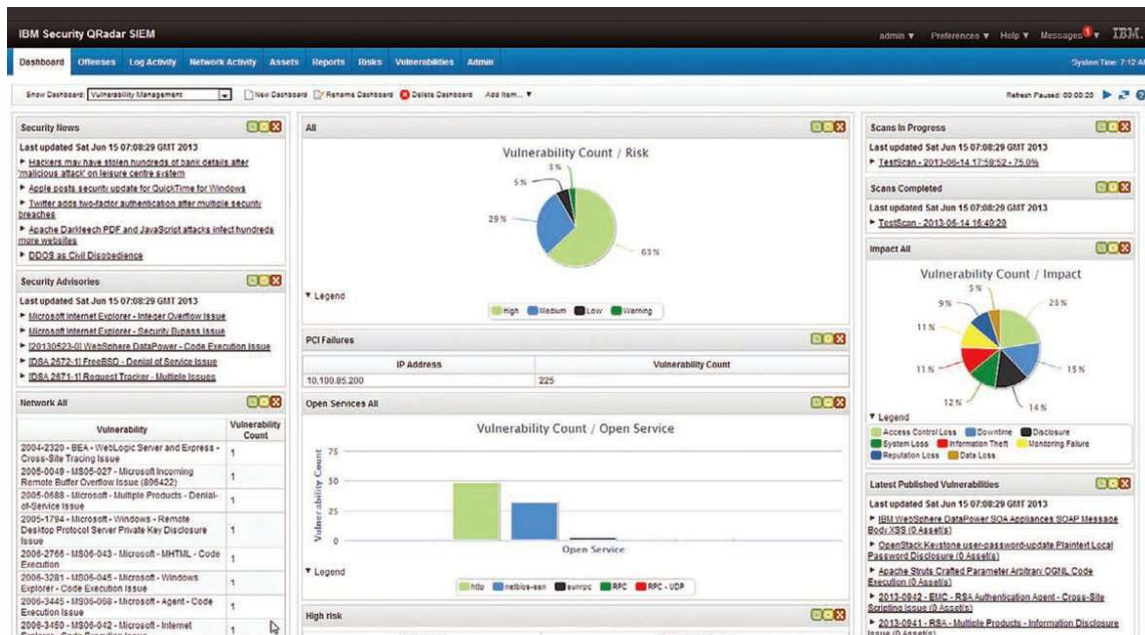 IBM Security QRadar SIEM
admin ▼ Preferences ▼ Help ▼ Messages 1 ▼ IBM.
Dashboard Offenses Log Activity Network Activity Assets Reports Risks Vulnerabilities Admin
System Time: 7:12 A
Show Dashboard: Vulnerability Management New Dashboard Rename Dashboard Delete Dashboard Add Item... ▼
Refresh Paused: 00:00:20
Security News
Last updated Sat Jun 15 07:08:29 GMT 2013
Hackers may have stolen hundreds of bank details after
'malicious attack' on leisure centre system
Apple posts security update for QuickTime for Windows
Twitter adds two-factor authentication after multiple security
breaches
Apache Darkleech PDF and JavaScript attacks infect hundreds
more websites
DDOS as Civil Disobedience
Security Advisories
Last updated Sat Jun 15 07:08:29 GMT 2013
Microsoft Internet Explorer - Integer Overflow Issue
Microsoft Internet Explorer - Security Bypass Issue
[20130523-0] WebSphere DataPower - Code Execution Issue
[DSA 2672-1] FreeBSD - Denial of Service Issue
[DSA 2671-1] Request Tracker - Multiple Issues
Network All
Vulnerability
Vulnerability
Count
2004-2320 - BEA - WebLogic Server and Express -
Cross-Site Tracing Issue
1
2005-0049 - MS05-027 - Microsoft Incoming
Remote Buffer Overflow Issue (896422)
1
2005-0688 - Microsoft - Multiple Products - Denial-
of-Service Issue
1
2005-1794 - Microsoft - Windows - Remote
Desktop Protocol Server Private Key Disclosure
Issue
1
2006-2766 - MS06-043 - Microsoft - MHTML - Code
Execution
1
2006-3281 - MS06-045 - Microsoft - Windows
Explorer - Code Execution Issue
1
2006-3445 - MS06-068 - Microsoft - Agent - Code
Execution Issue
1
2006-3450 - MS06-042 - Microsoft - Internet
Explorer - Code Execution Issue
1
All
Vulnerability Count / Risk
3%
5%
29%
63%
Legend
High Medium Low Warning
PCI Failures
IP Address Vulnerability Count
10.100.85.200 225
Open Services All
Vulnerability Count / Open Service
Vulnerability Count
75
50
25
0
Open Service
Legend
http netbios-ssn sunrpc RPC RPC - UDP
High risk
Scans In Progress
Last updated Sat Jun 15 07:08:29 GMT 2013
TestScan - 2013-06-14 17:59:52 - 75.0%
Scans Completed
Last updated Sat Jun 15 07:08:29 GMT 2013
TestScan - 2013-06-14 16:49:29
Impact All
Vulnerability Count / Impact
5%
9%
11%
11%
12%
14%
15%
23%
Legend
Access Control Loss Downtime Disclosure
System Loss Information Theft Monitoring Failure
Reputation Loss Data Loss
Latest Published Vulnerabilities
Last updated Sat Jun 15 07:08:29 GMT 2013
IBM WebSphere DataPower SOA Appliances SOAP Message
Body XSS (0 Asset/s)
OpenStack Keystone user-password-update Plaintext Local
Password Disclosure (0 Asset/s)
Apache Struts Crafted Parameter Arbitrary OGNL Code
Execution (0 Asset/s)
2013-0942 - EMC - RSA Authentication Agent - Cross-Site
Scripting Issue (0 Asset/s)
2013-0941 - RSA - Multiple Products - Information Disclosure
Issue (0 Asset/s)